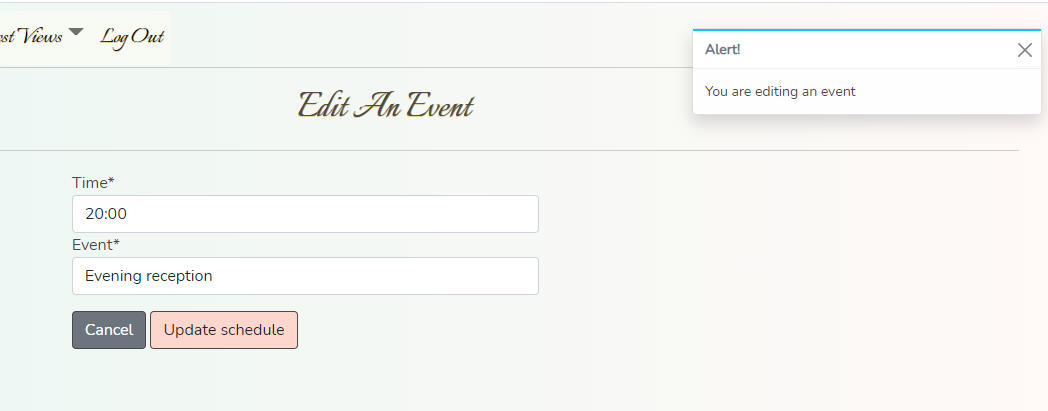 Views
Log Out
Alert!
You are editing an event
Edit An Event
Time*
20:00
Event*
Evening reception
Cancel
Update schedule